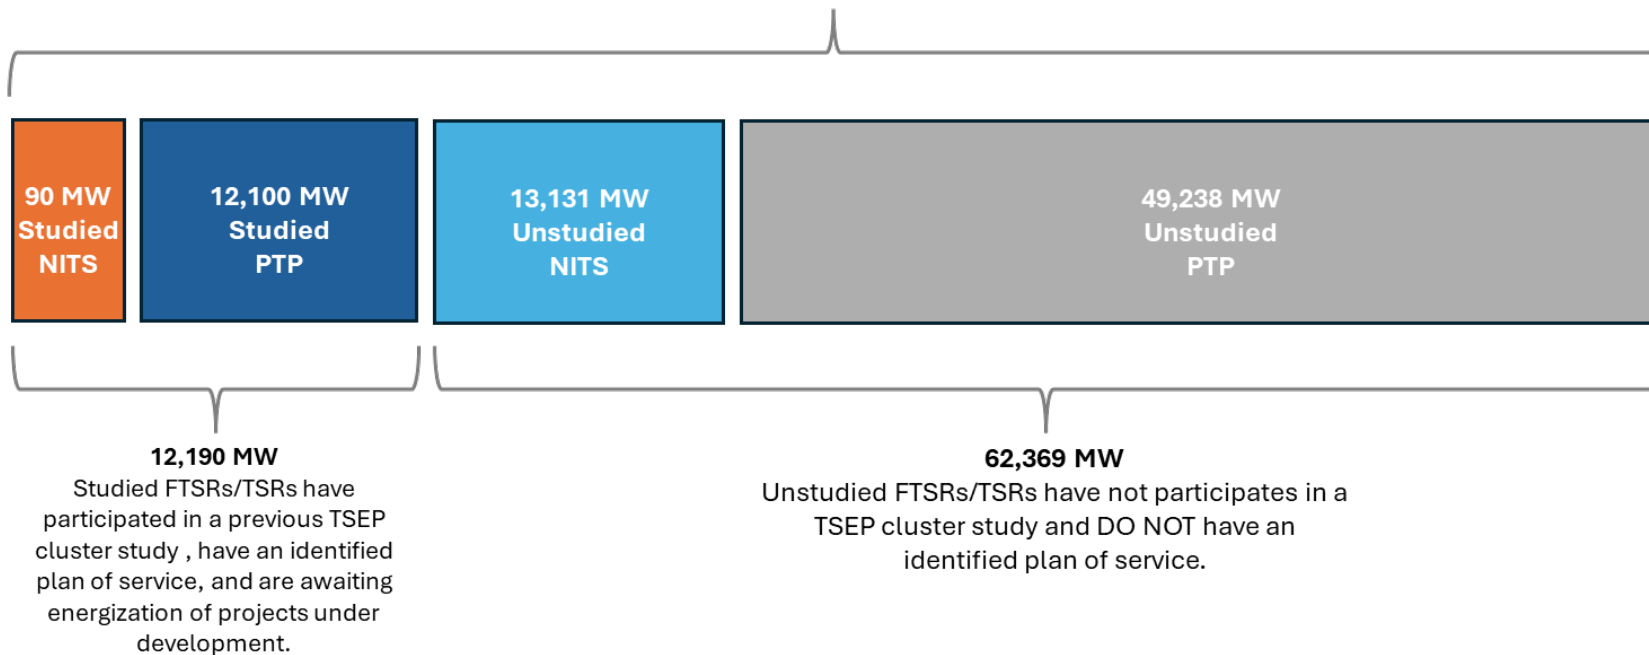 90 MW
Studied
NITS
12,100 MW
Studied
PTP
13,131 MW
Unstudied
NITS
49,238 MW
Unstudied
PTP
12,190 MW
Studied FTSRs/TSRs have
participated in a previous TSEP
cluster study , have an identified
plan of service, and are awaiting
energization of projects under
development.
62,369 MW
Unstudied FTSRs/TSRs have not participates in a
TSEP cluster study and DO NOT have an
identified plan of service.